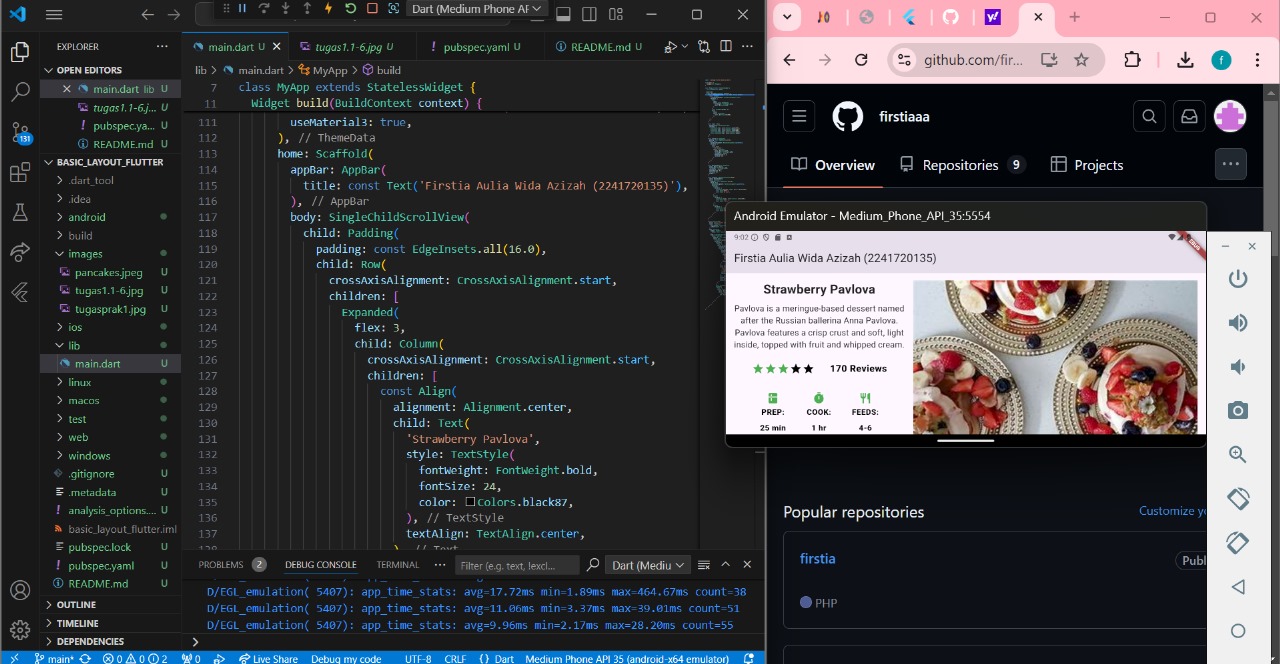 Dart (Medium Phone AF
EXPLORER
OPEN EDITORS
main.dart lib U
tugas1.1-6.j... U
pubspec.ya... U
README.md U
BASIC_LAYOUT_FLUTTER
.dart_tool
.idea
android
build
images
pancakes.jpeg U
tugas1.1-6.jpg U
tugasprak1.jpg U
ios
lib
main.dart U
linux
macos
test
web
windows
.gitignore U
.metadata U
analysis_options.... U
basic_layout_flutter.iml
pubspec.lock U
pubspec.yaml U
README.md U
OUTLINE
TIMELINE
DEPENDENCIES
131
main.dart U
tugas1.1-6.jpg U
pubspec.yaml U
README.md U
lib > main.dart > MyApp > build
7 class MyApp extends StatelessWidget {
11 Widget build(BuildContext context) {
111 useMaterial3: true,
112 ), // ThemeData
113 home: Scaffold(
114 appBar: AppBar(
115 title: const Text('Firstia Aulia Wida Azizah (2241720135)'),
116 ), // AppBar
117 body: SingleChildScrollView(
118 child: Padding(
119 padding: const EdgeInsets.all(16.0),
120 child: Row(
121 crossAxisAlignment: CrossAxisAlignment.start,
122 children: [
123 Expanded(
124 flex: 3,
125 child: Column(
126 crossAxisAlignment: CrossAxisAlignment.start,
127 children: [
128 const Align(
129 alignment: Alignment.center,
130 child: Text(
131 'Strawberry Pavlova',
132 style: TextStyle(
133 fontWeight: FontWeight.bold,
134 fontSize: 24,
135 color: Colors.black87,
136 ), // TextStyle
137 textAlign: TextAlign.center,
138 ), // Text
PROBLEMS 2
DEBUG CONSOLE
TERMINAL
Filter (e.g. text, !excl...
Dart (Mediu
D/EGL_emulation( 5407): app_time_stats: avg=17.72ms min=1.89ms max=464.67ms count=38
D/EGL_emulation( 5407): app_time_stats: avg=11.06ms min=3.37ms max=39.01ms count=51
D/EGL_emulation( 5407): app_time_stats: avg=9.96ms min=2.17ms max=28.20ms count=55
main* 0 0 2 0 Live Share Debug my code UTF-8 CRLF {} Dart Medium Phone API 35 (android-x64 emulator)
github.com/fir...
f
firstiaaa
Overview
Repositories 9
Projects
Android Emulator - Medium_Phone_API_35:5554
9:02
Firstia Aulia Wida Azizah (2241720135)
Strawberry Pavlova
Pavlova is a meringue-based dessert named
after the Russian ballerina Anna Pavlova.
Pavlova features a crisp crust and soft, light
inside, topped with fruit and whipped cream.
170 Reviews
PREP: COOK: FEEDS:
25 min 1 hr 4-6
Popular repositories
Customize yo
firstia
Publ
PHP